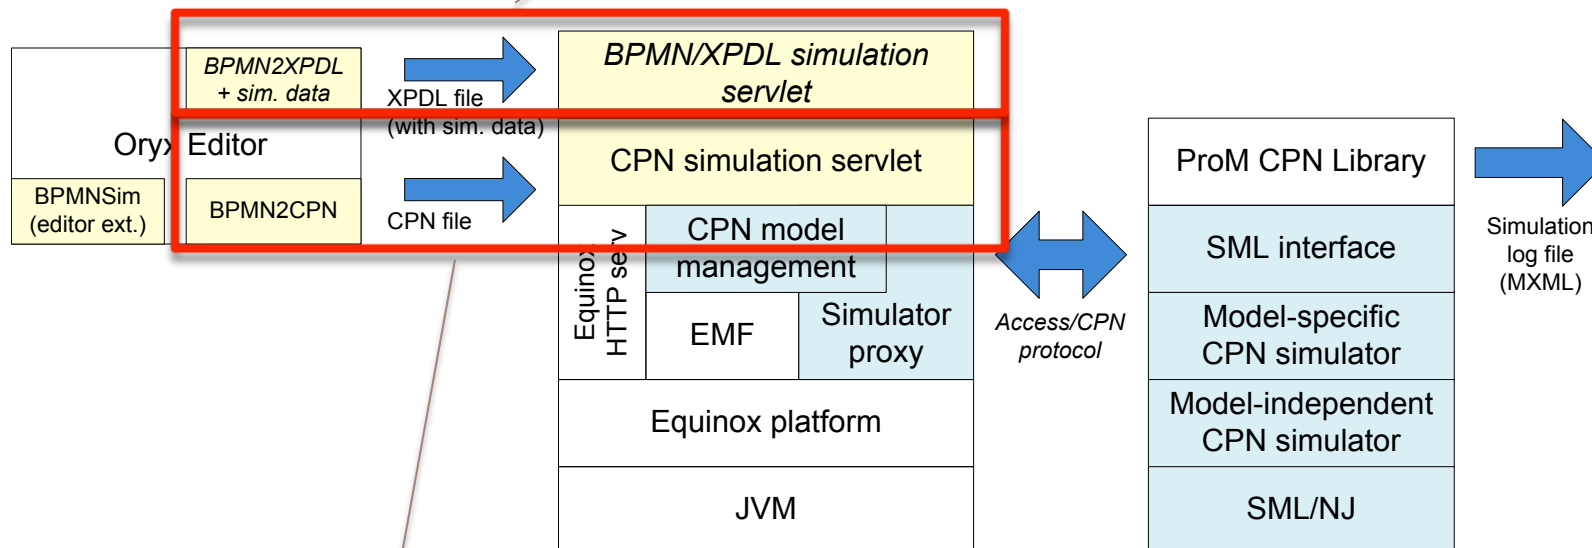 BPMN2XPDL
+ sim. data
XPDL file
(with sim. data)
BPMN/XPDL simulation
servlet
Oryx Editor
BPMNSim
(editor ext.)
BPMN2CPN
CPN file
CPN simulation servlet
CPN model
management
Equinox
HTTP serv
EMF
Simulator
proxy
Equinox platform
JVM
Access/CPN
protocol
ProM CPN Library
SML interface
Model-specific
CPN simulator
Model-independent
CPN simulator
SML/NJ
Simulation
log file
(MXML)